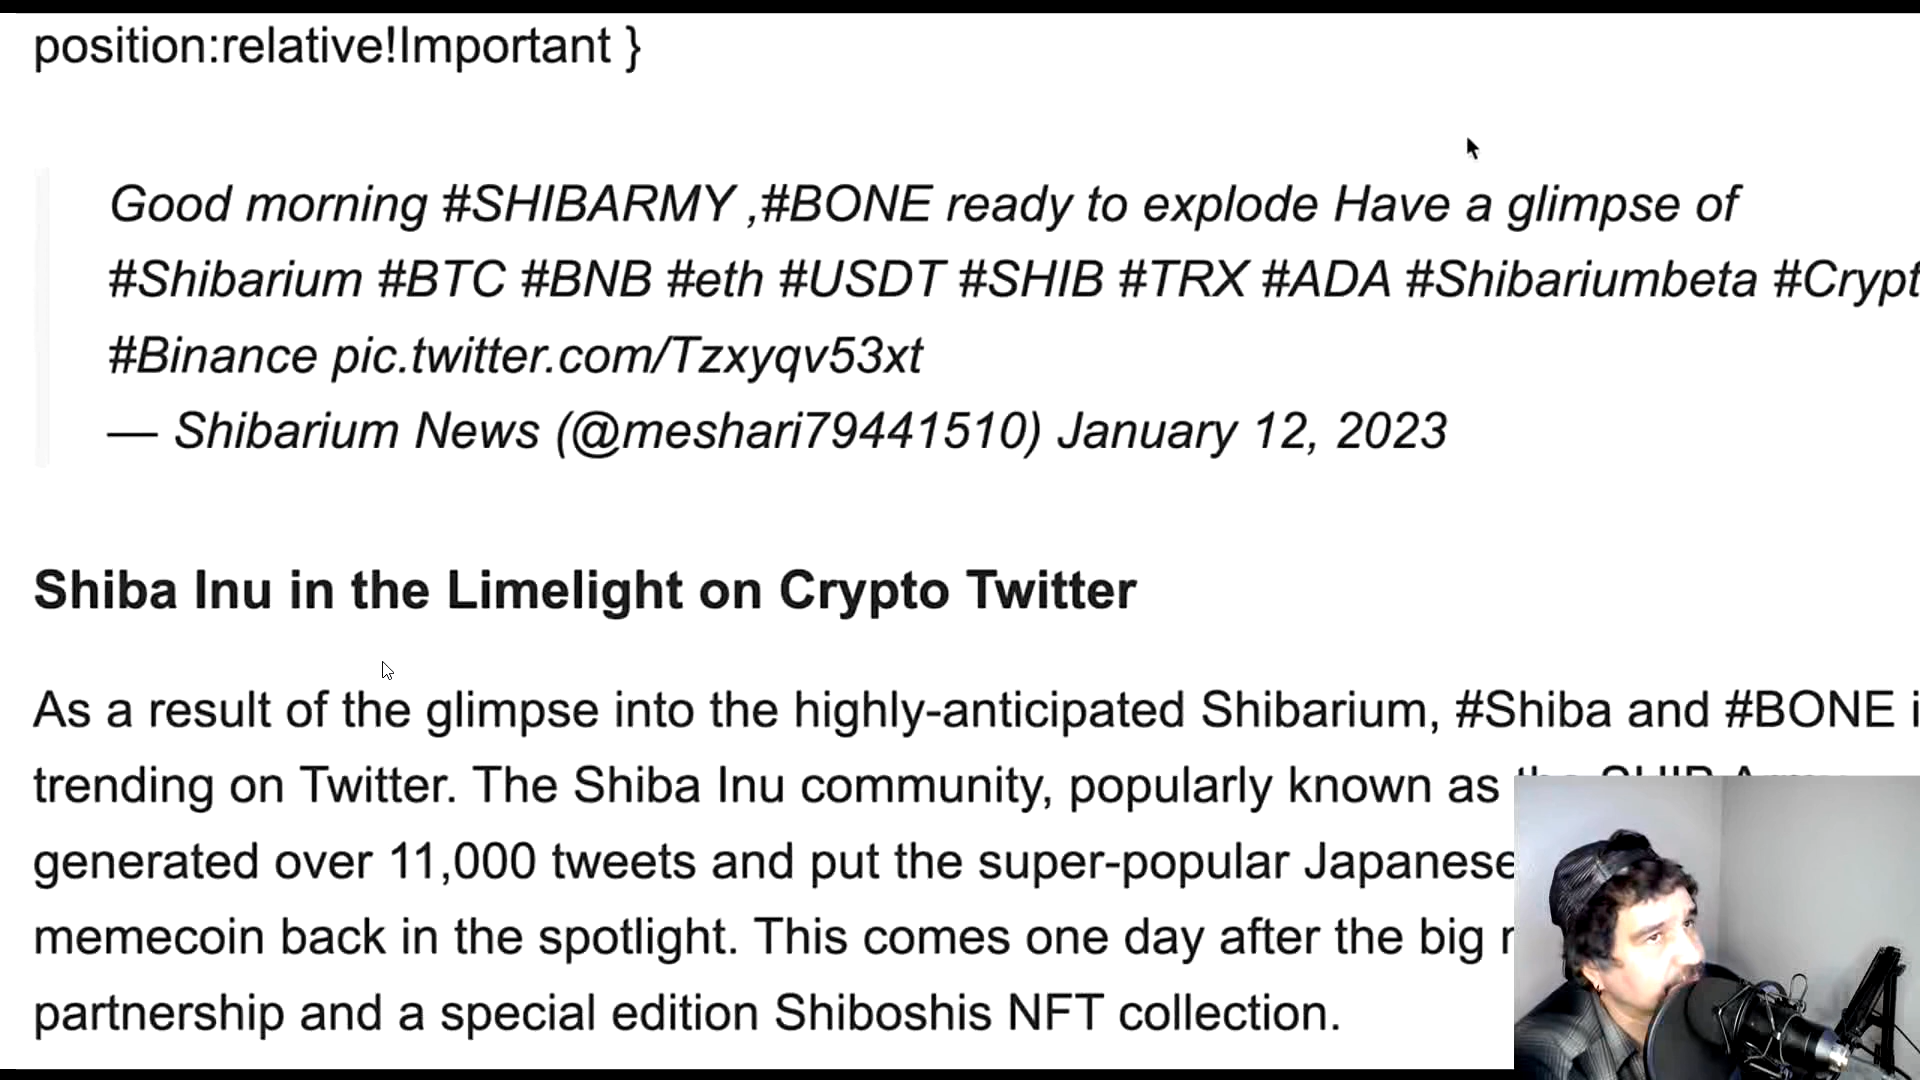 position:relative!Important }
Good morning #SHIBARMY ,#BONE ready to explode Have a glimpse of
#Shibarium #BTC #BNB #eth #USDT #SHIB #TRX #ADA #Shibariumbeta #Crypt
#Binance pic.twitter.com/Tzxyqv53xt
— Shibarium News (@meshari79441510) January 12, 2023
Shiba Inu in the Limelight on Crypto Twitter
As a result of the glimpse into the highly-anticipated Shibarium, #Shiba and #BONE i
trending on Twitter. The Shiba Inu community, popularly known as
generated over 11,000 tweets and put the super-popular Japanese
memecoin back in the spotlight. This comes one day after the big
partnership and a special edition Shiboshis NFT collection.